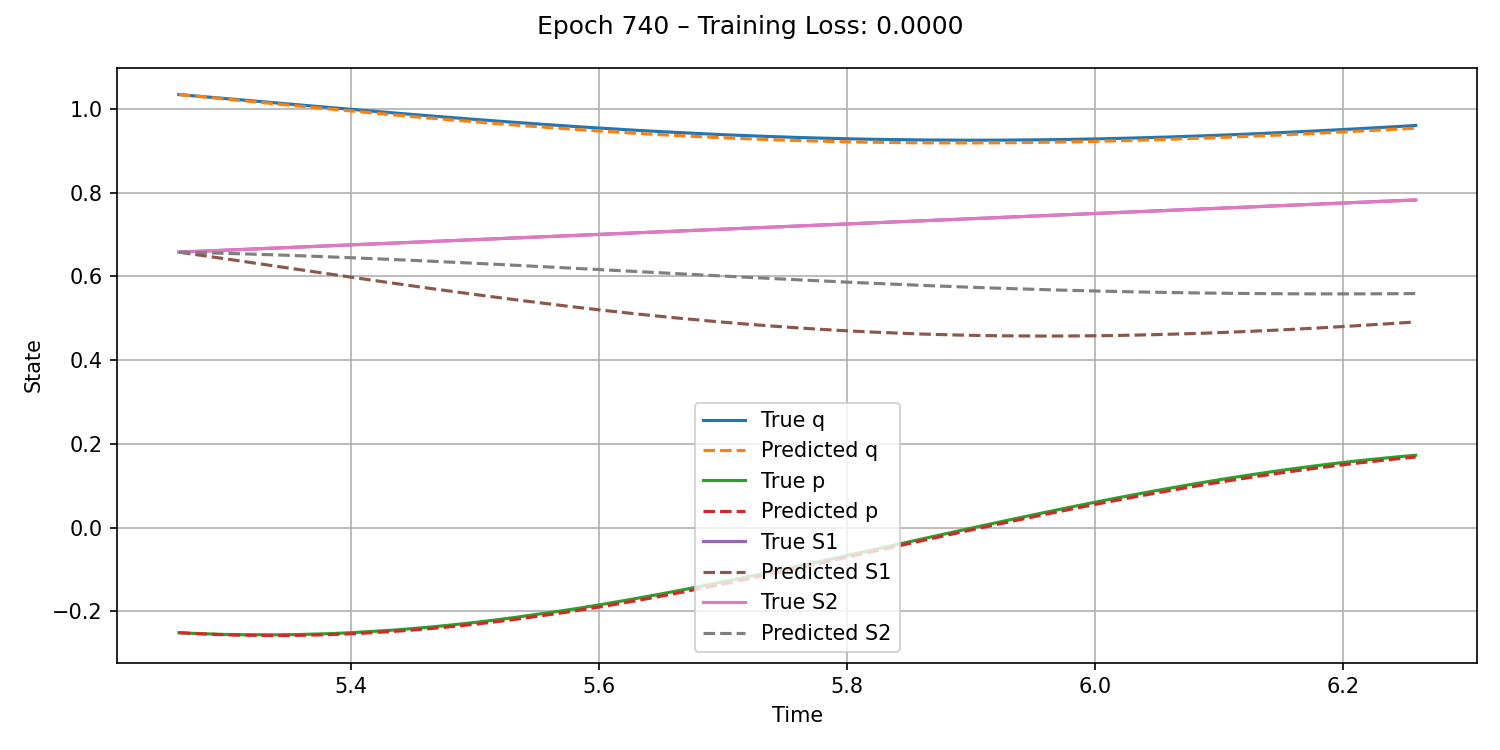 Epoch 740 – Training Loss: 0.0000
1.0
0.8
0.6
0.4
0.2
0.0
−0.2
State
True q
Predicted q
True p
Predicted p
True S1
Predicted S1
True S2
Predicted S2
5.4 5.6 5.8 6.0 6.2
Time